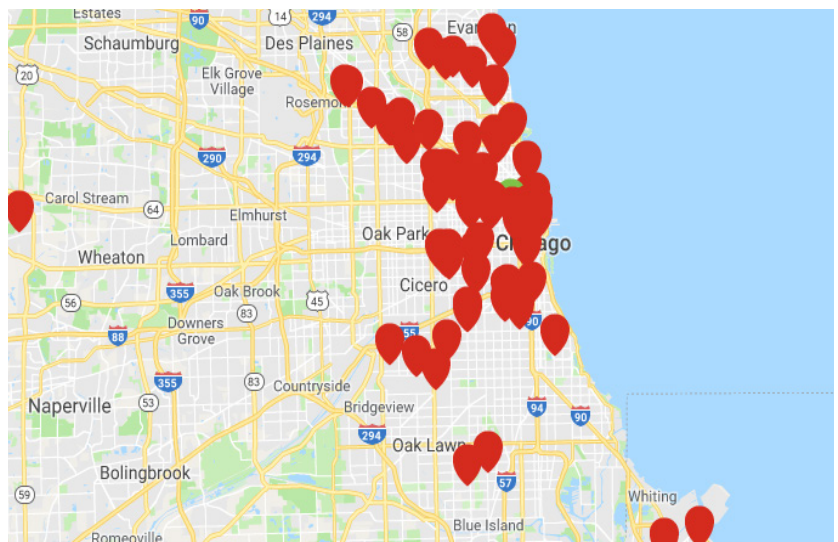 Estates
90
14
294
58
Evanston
Schaumburg
Des Plaines
20
Elk Grove
Village
Rosemont
290
294
Carol Stream
64
Elmhurst
Lombard
Oak Park
Chicago
Wheaton
355
Oak Brook
Cicero
56
45
83
88
Downers
Grove
55
90
355
83
Countryside
Naperville
53
Bridgeview
94
90
294
Oak Lawn
Bolingbrook
59
57
Whiting
Blue Island
Romeoville